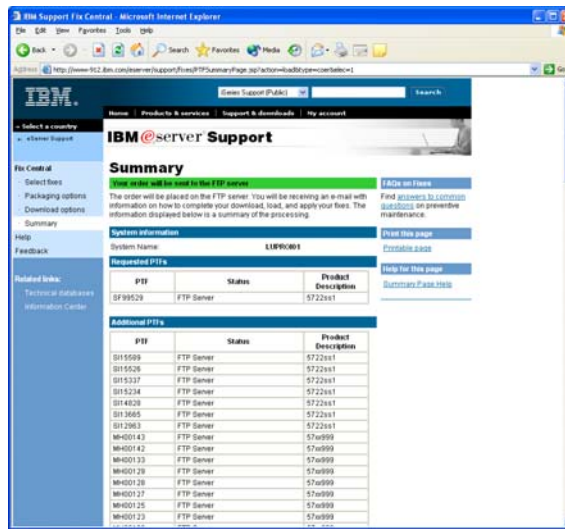 IBM Support Fix Central - Microsoft Internet Explorer
File Edit View Favorites Tools Help
Back Search Favorites Media
Address http://www-912.ibm.com/eserver/support/fixes/PTFSummaryPage.jsp?action=load&type=coer&elec=1 Go
IBM. iSeries Support (Public) Search
Home | Products & services | Support & downloads | My account
Select a country
eServer Support
IBM @server Support
Fix Central
Select fixes
Packaging options
Download options
Summary
Help
Feedback
Related links:
Technical databases
Information Center
Summary
Your order will be sent to the FTP server
The order will be placed on the FTP server. You will be receiving an e-mail with
information on how to complete your download, load, and apply your fixes. The
information displayed below is a summary of the processing.
System information
System Name:
Requested PTFs
PTF Status Product Description
SF99529 FTP Server 5722ss1
Additional PTFs
PTF Status Product Description
SI15589 FTP Server 5722ss1
SI15526 FTP Server 5722ss1
SI15337 FTP Server 5722ss1
SI15234 FTP Server 5722ss1
SI14828 FTP Server 5722ss1
SI13665 FTP Server 5722ss1
SI12963 FTP Server 5722ss1
MH00143 FTP Server 57xx999
MH00142 FTP Server 57xx999
MH00133 FTP Server 57xx999
MH00129 FTP Server 57xx999
MH00128 FTP Server 57xx999
MH00127 FTP Server 57xx999
MH00125 FTP Server 57xx999
MH00123 FTP Server 57xx999
FAQs on Fixes
Find answers to common
questions on preventive
maintenance.
Print this page
Printable page
Help for this page
Summary Page Help